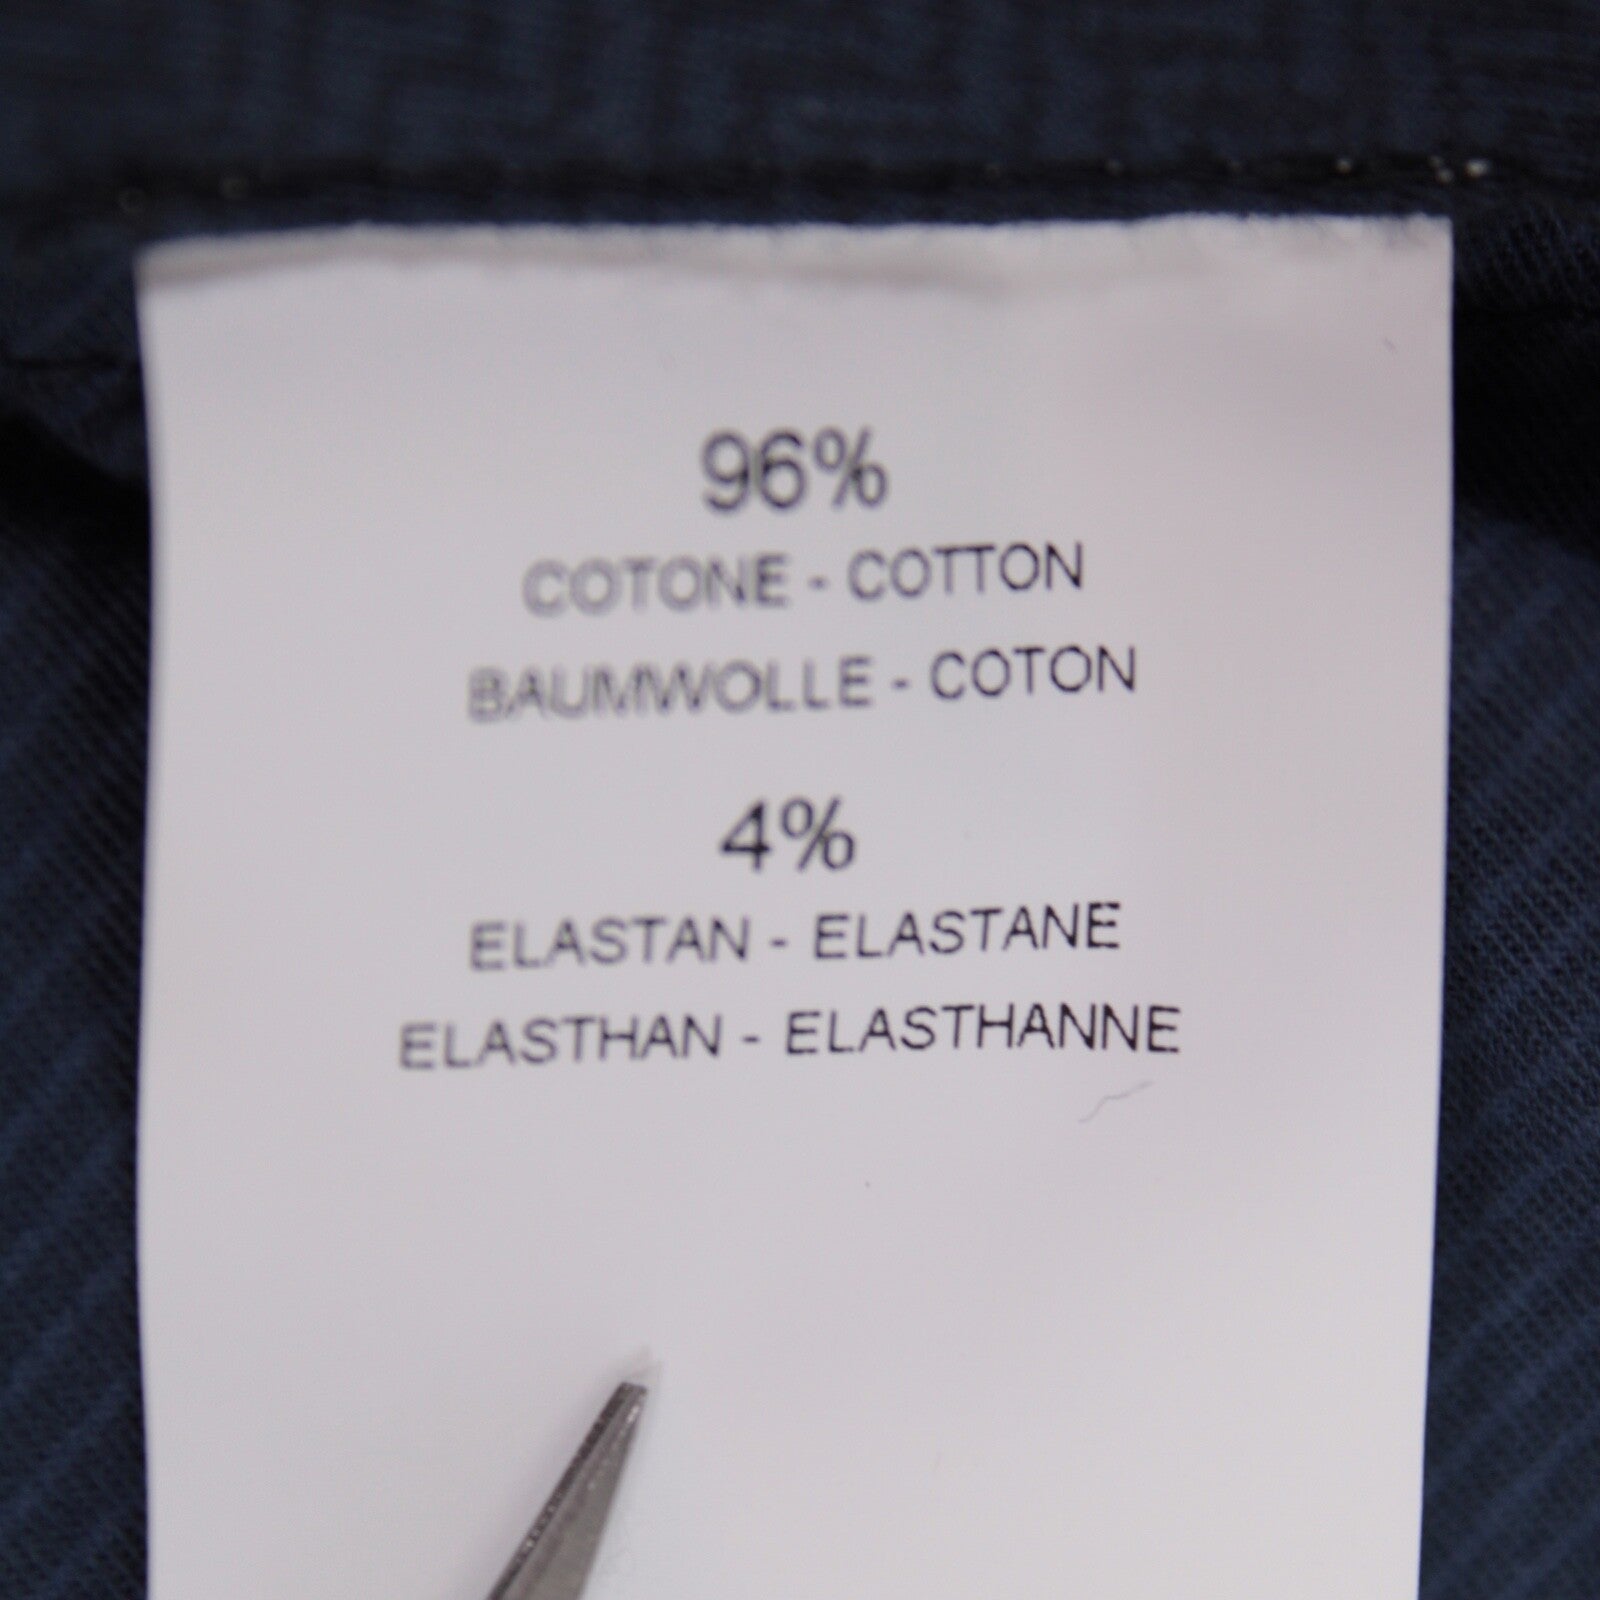 96%
COTONE - COTTON
BAUMWOLLE - COTON
4%
ELASTAN - ELASTANE
ELASTHAN - ELASTHANNE